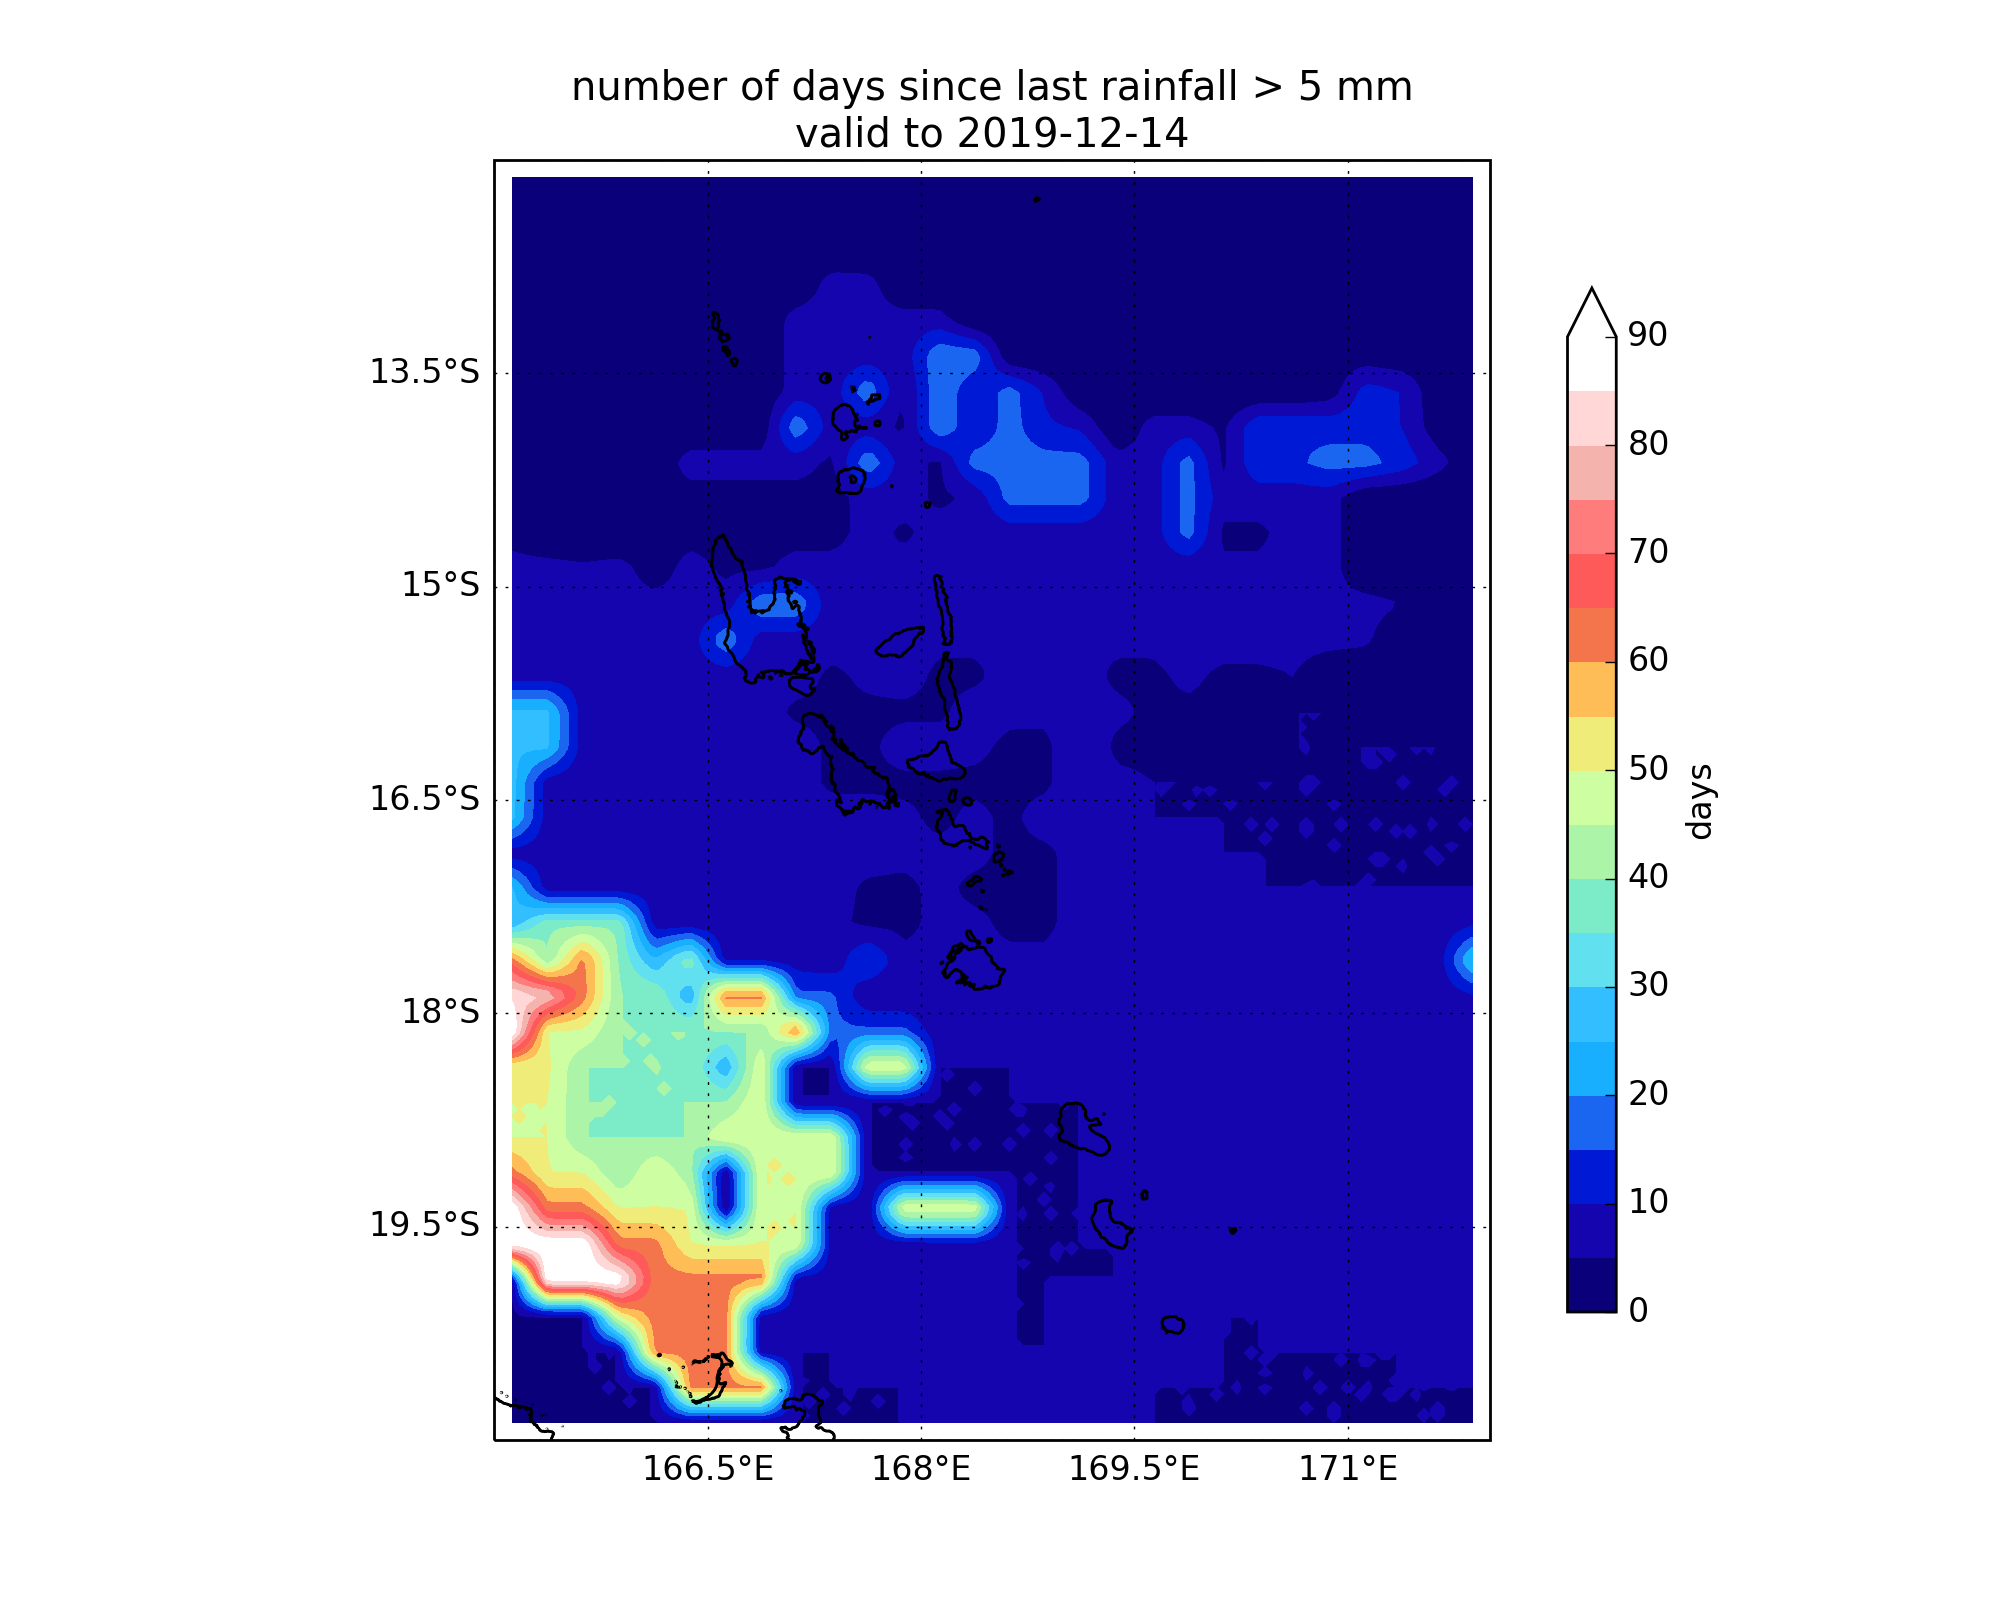 number of days since last rainfall > 5 mm
valid to 2019-12-14
13.5°S
15°S
16.5°S
18°S
19.5°S
166.5°E
168°E
169.5°E
171°E
90
80
70
60
50
40
30
20
10
0
days